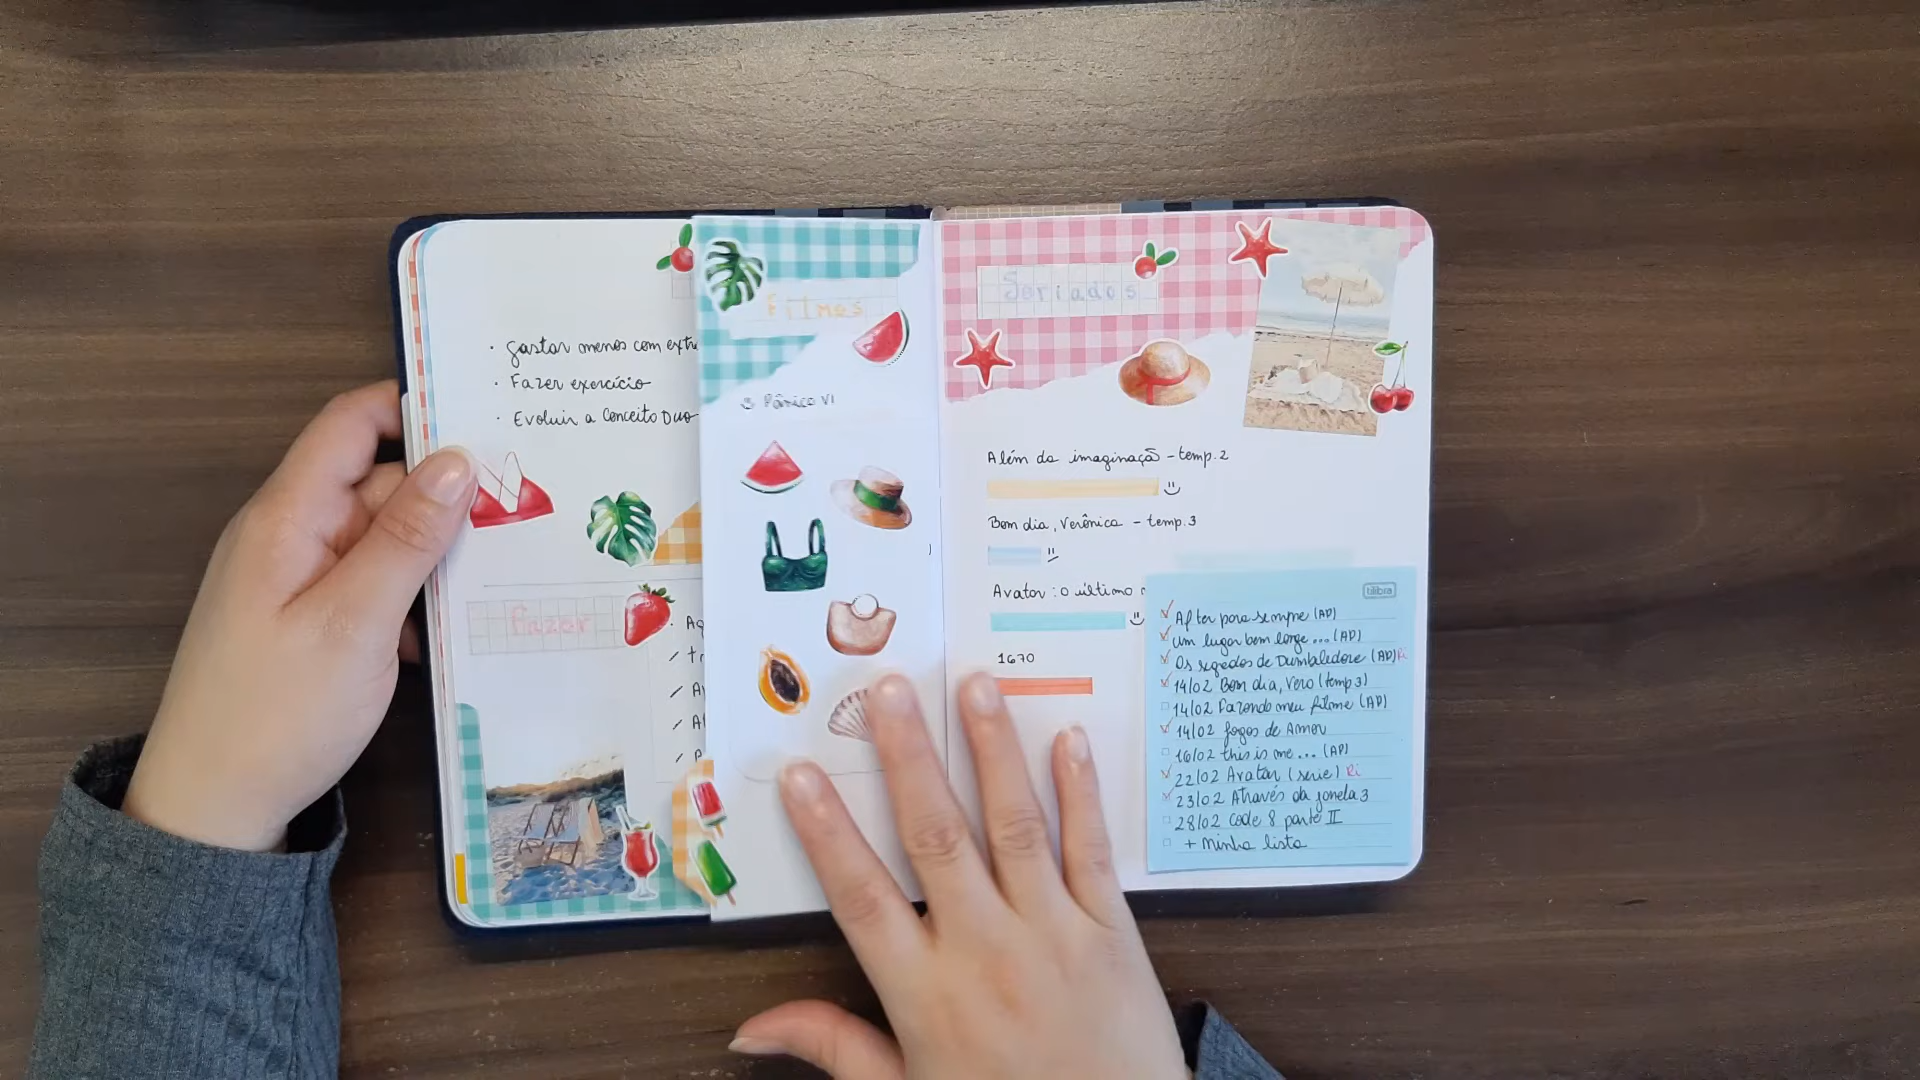 · gastar menos com extr
· Fazer exercício
· Evoluir a Conceito Duo
Fazer
Filmes
Pânico VI
Seriados
Além da imaginação - temp. 2
Bom dia, Verônica - temp. 3
Avatar: o último
1670
tilibra
After para sempre (AP)
um lugar bem longe... (AP)
Os segredos de Dumbledore (AP) Ri
14/02 Bom dia, Vero (temp 3)
14/02 Fazendo meu filme (AP)
14/02 Jogos de Amor
16/02 this is me... (AP)
22/02 Avatar (serie) Ri
23/02 Através da janela 3
28/02 Code 8 parte II
+ Minha lista